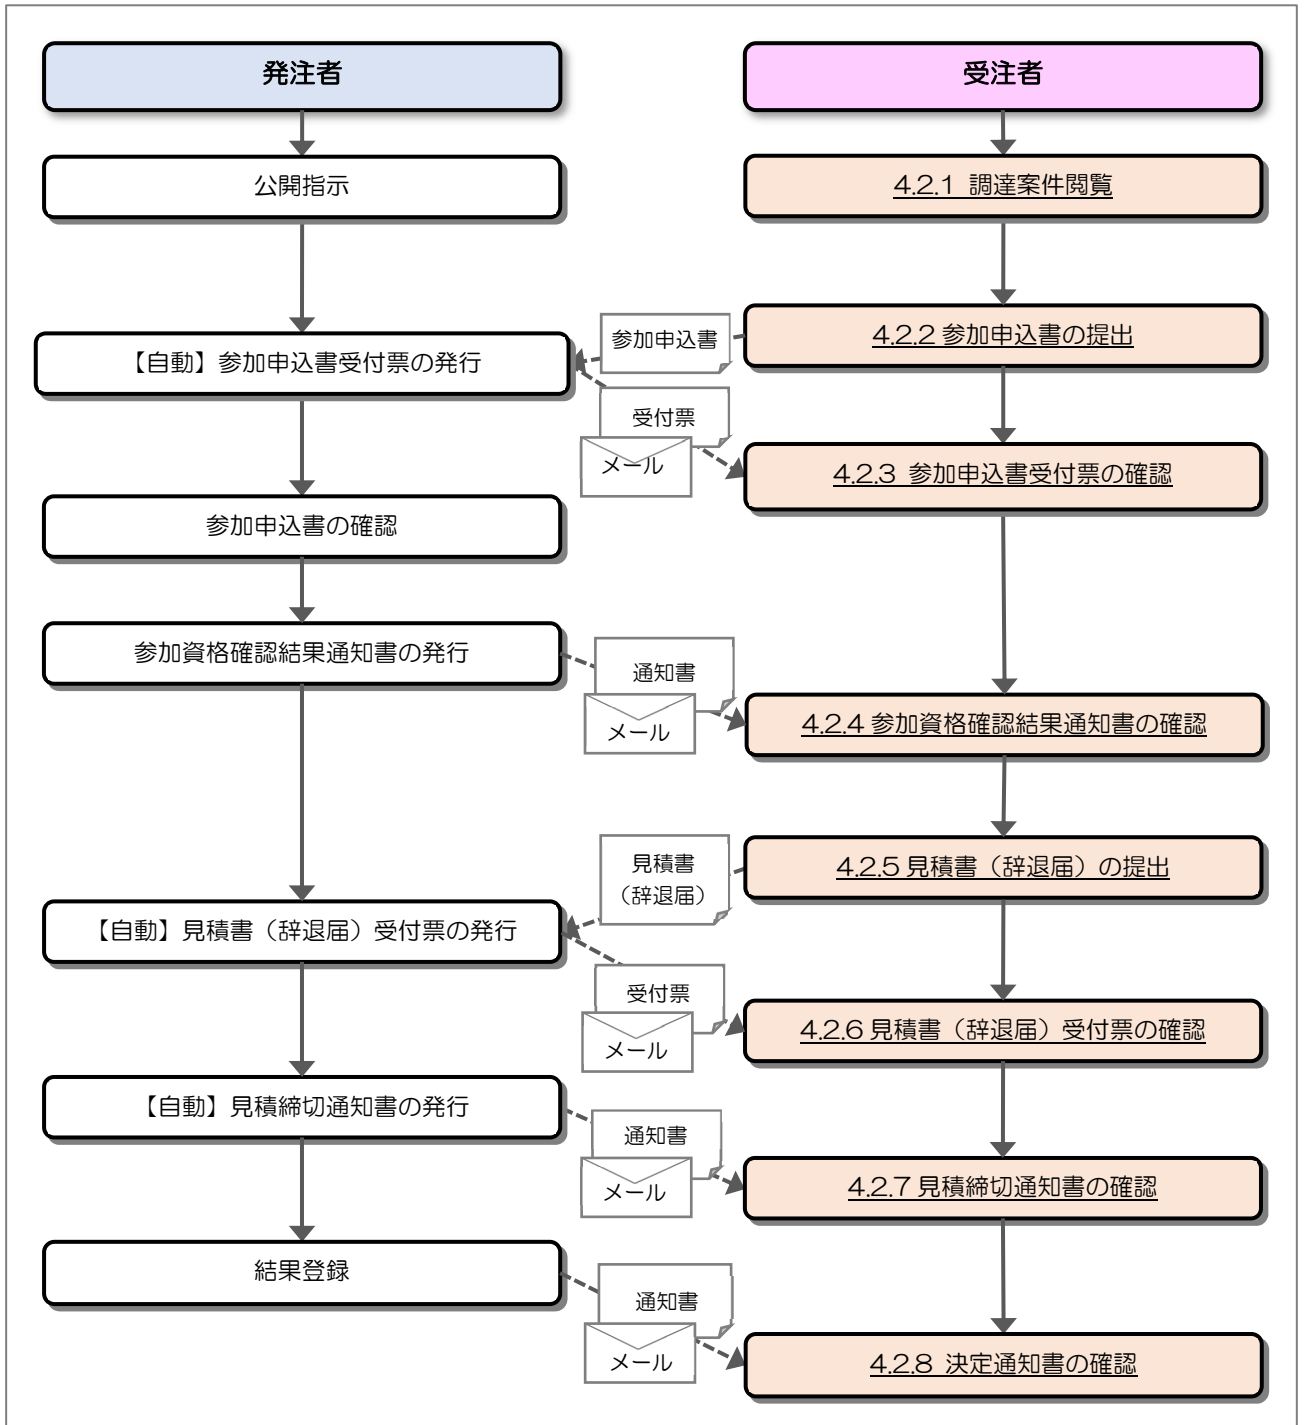 発注者
受注者
公開指示
4.2.1 調達案件閲覧
参加申込書
4.2.2 参加申込書の提出
【自動】参加申込書受付票の発行
受付票
メール
4.2.3 参加申込書受付票の確認
参加申込書の確認
参加資格確認結果通知書の発行
通知書
メール
4.2.4 参加資格確認結果通知書の確認
見積書
（辞退届）
4.2.5 見積書（辞退届）の提出
【自動】見積書（辞退届）受付票の発行
受付票
メール
4.2.6 見積書（辞退届）受付票の確認
【自動】見積締切通知書の発行
通知書
メール
4.2.7 見積締切通知書の確認
結果登録
通知書
メール
4.2.8 決定通知書の確認